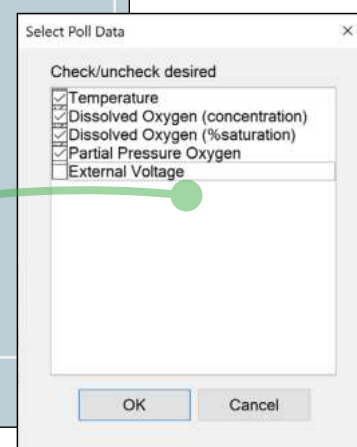 Select Poll Data
Check/uncheck desired
Temperature
Dissolved Oxygen (concentration)
Dissolved Oxygen (%saturation)
Partial Pressure Oxygen
External Voltage
OK Cancel